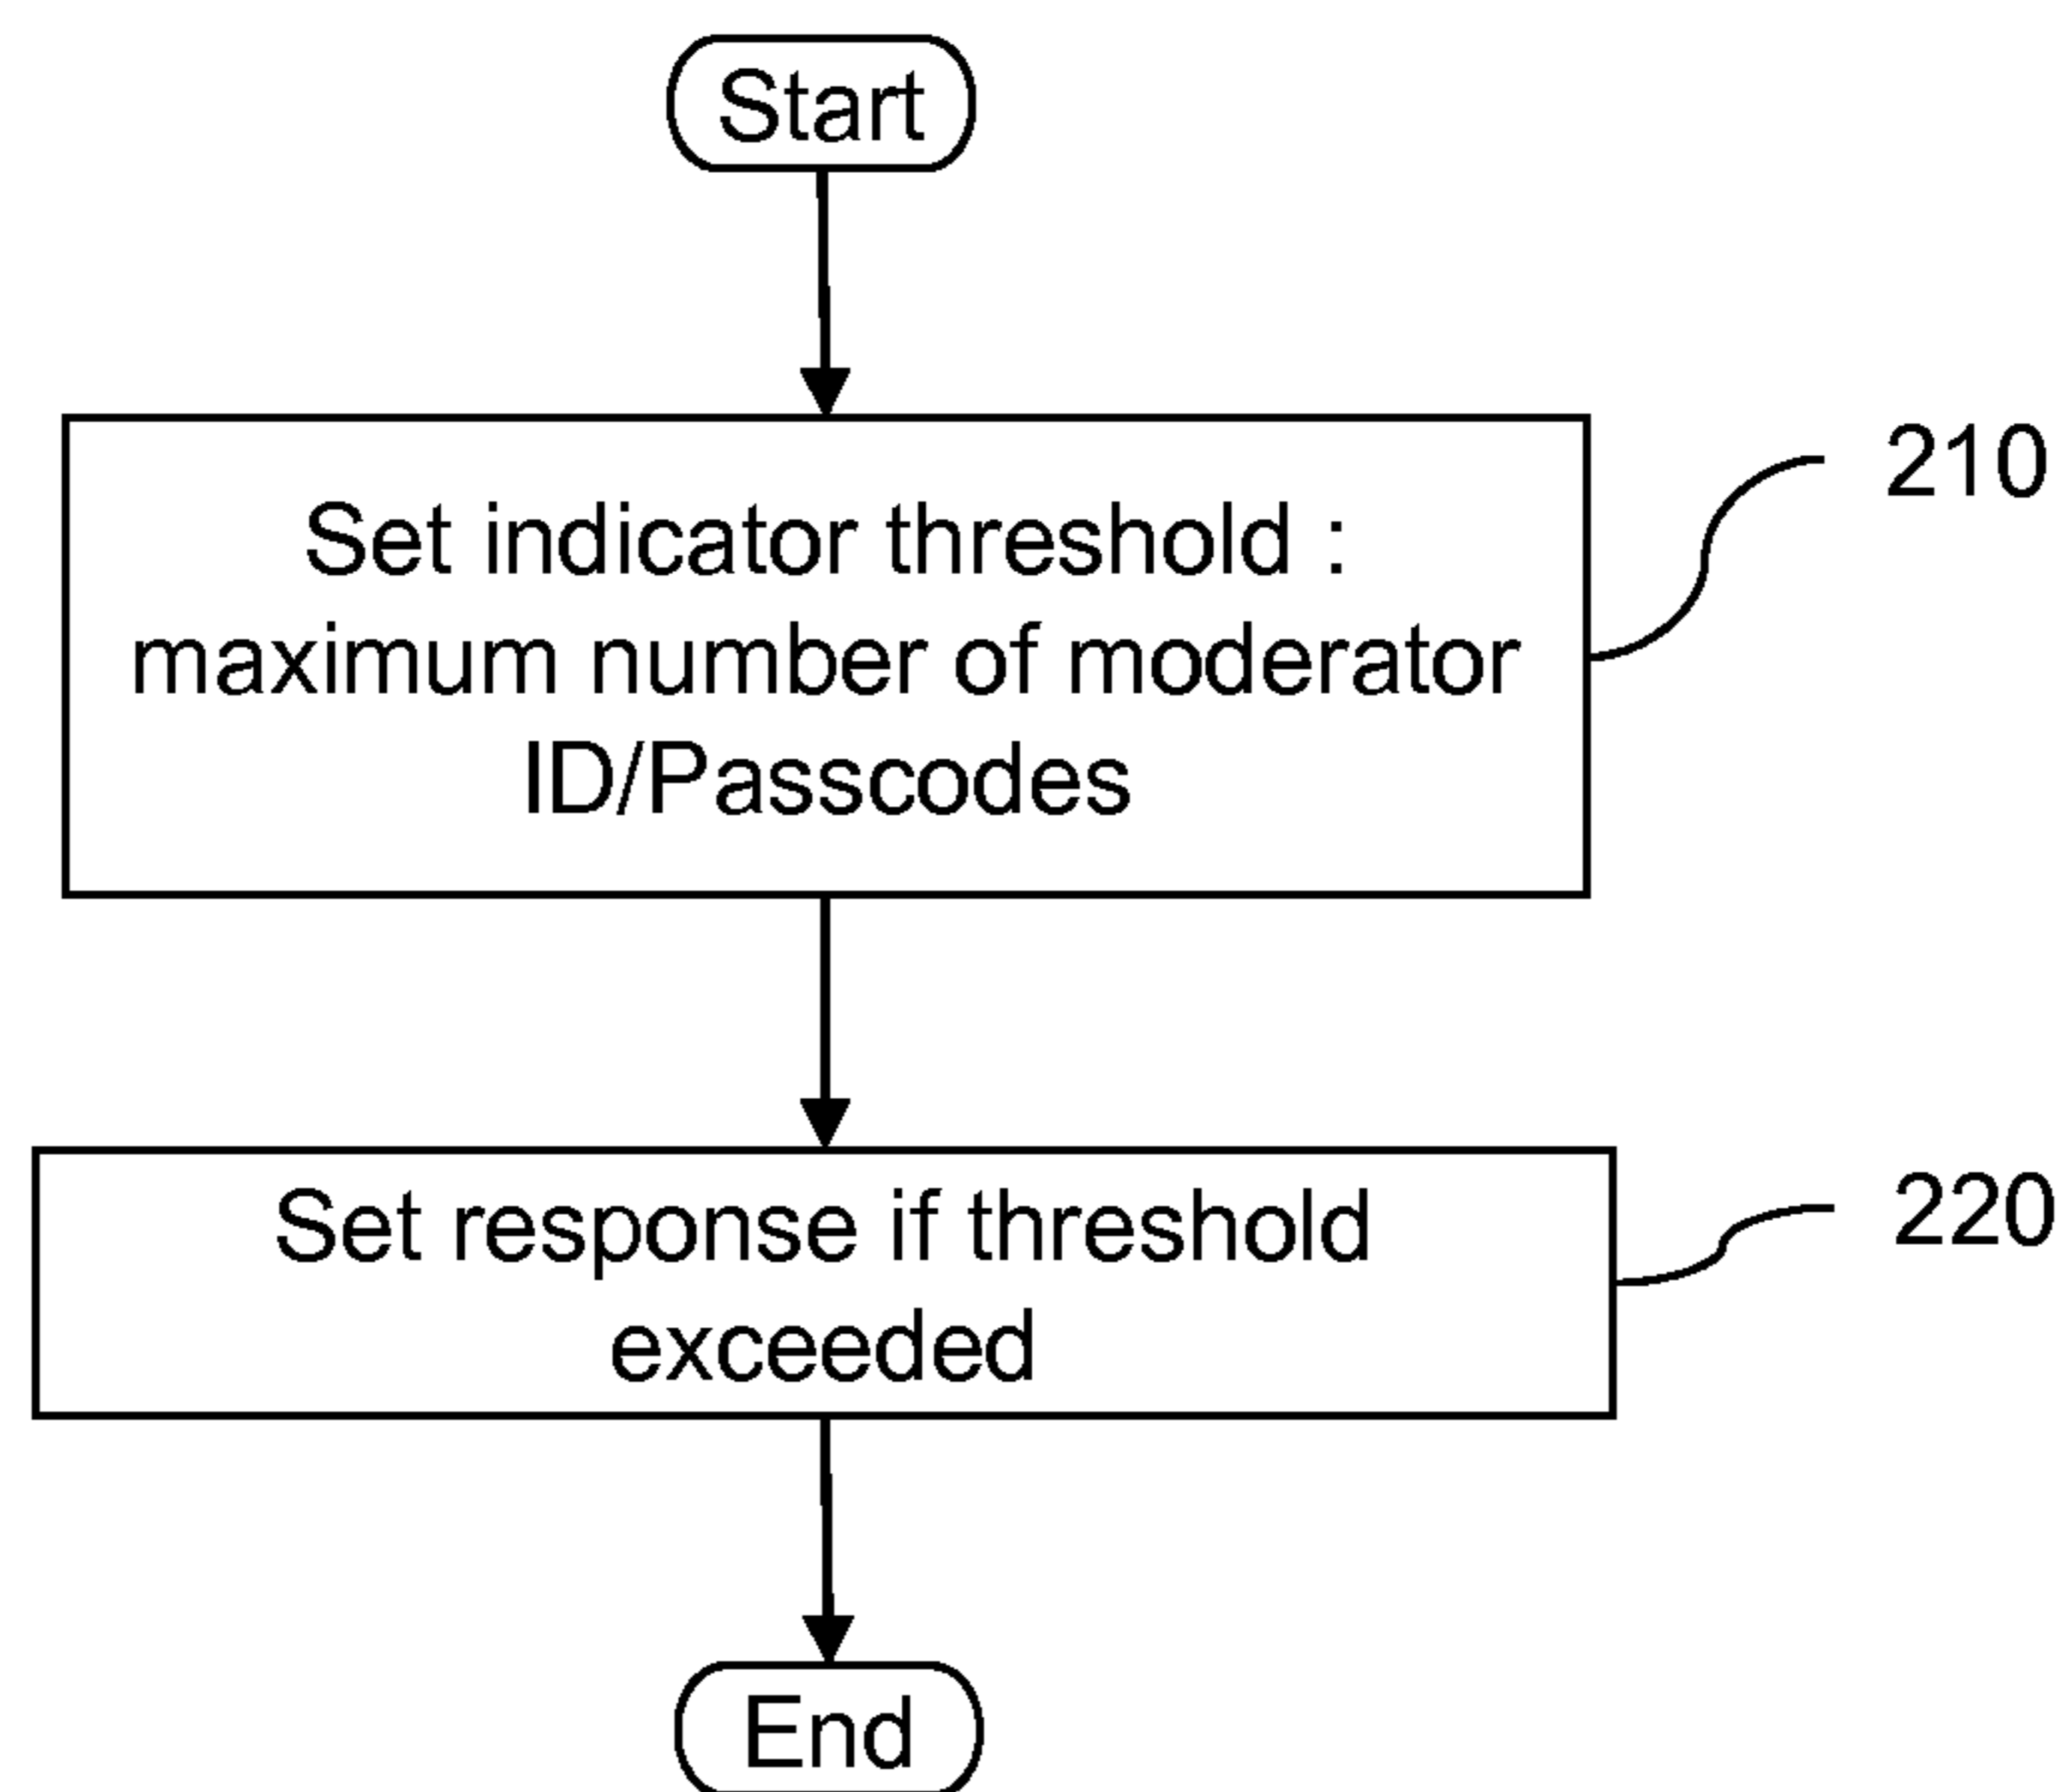 Start
Set indicator threshold :
maximum number of moderator
ID/Passcodes
210
Set response if threshold
exceeded
220
End